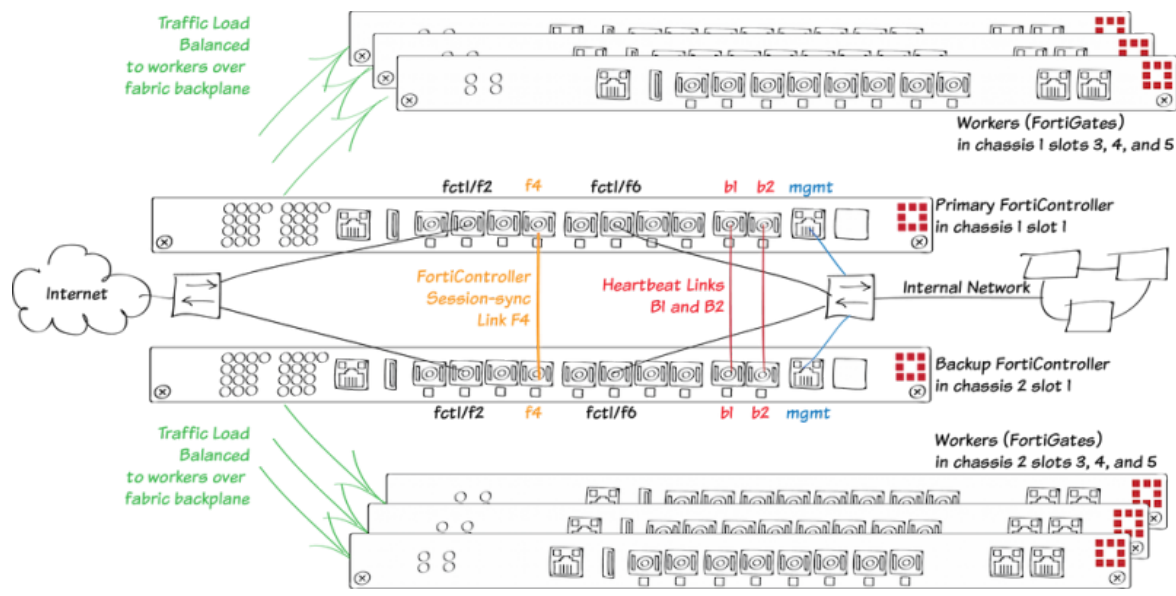 Traffic Load
Balanced
to workers over
fabric backplane
Workers (FortiGates)
in chassis 1 slots 3, 4, and 5
fctl/f2
f4
fctl/f6
b1
b2
mgmt
Primary FortiController
in chassis 1 slot 1
Internet
FortiController
Session-sync
Link F4
Heartbeat Links
B1 and B2
Internal Network
Backup FortiController
in chassis 2 slot 1
fctl/f2
f4
fctl/f6
b1
b2
mgmt
Traffic Load
Balanced
to workers over
fabric backplane
Workers (FortiGates)
in chassis 2 slots 3, 4, and 5